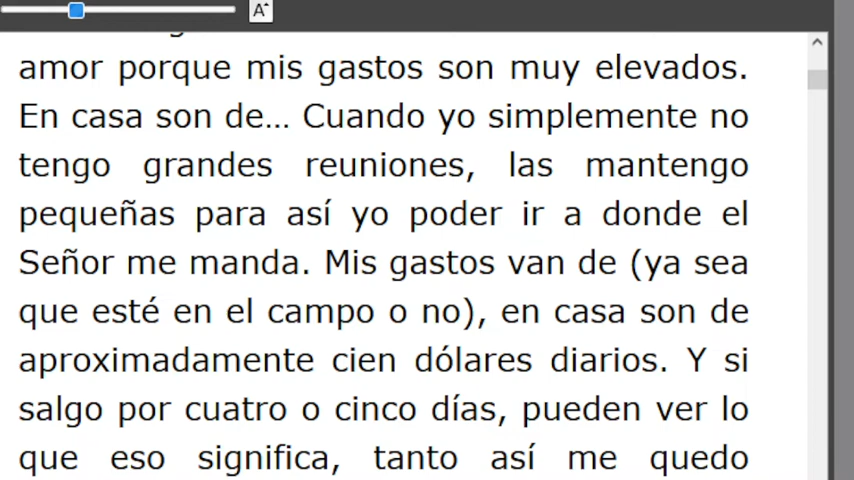 A
amor porque mis gastos son muy elevados.
En casa son de... Cuando yo simplemente no
tengo grandes reuniones, las mantengo
pequeñas para así yo poder ir a donde el
Señor me manda. Mis gastos van de (ya sea
que esté en el campo o no), en casa son de
aproximadamente cien dólares diarios. Y si
salgo por cuatro o cinco días, pueden ver lo
que eso significa, tanto así me quedo